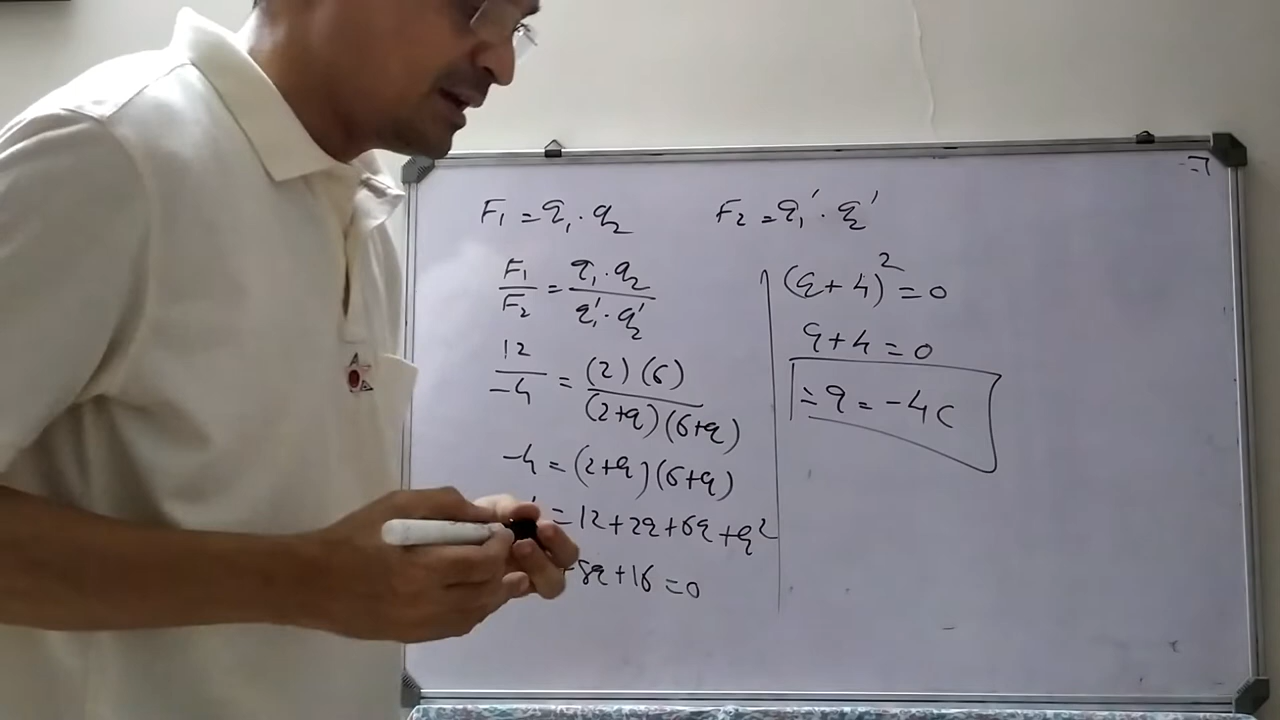 F₁ = q₁ · q₂
F₂ = q₁′ · q₂′
F₁/F₂ = q₁ · q₂ / q₁′ · q₂′
12/-4 = (2)(6) / (2+q)(6+q)
-4 = (2+q)(6+q)
= 12+2q+6q+q²
+8q+16=0
(q+4)² = 0
q+4 = 0
∴ q = -4C